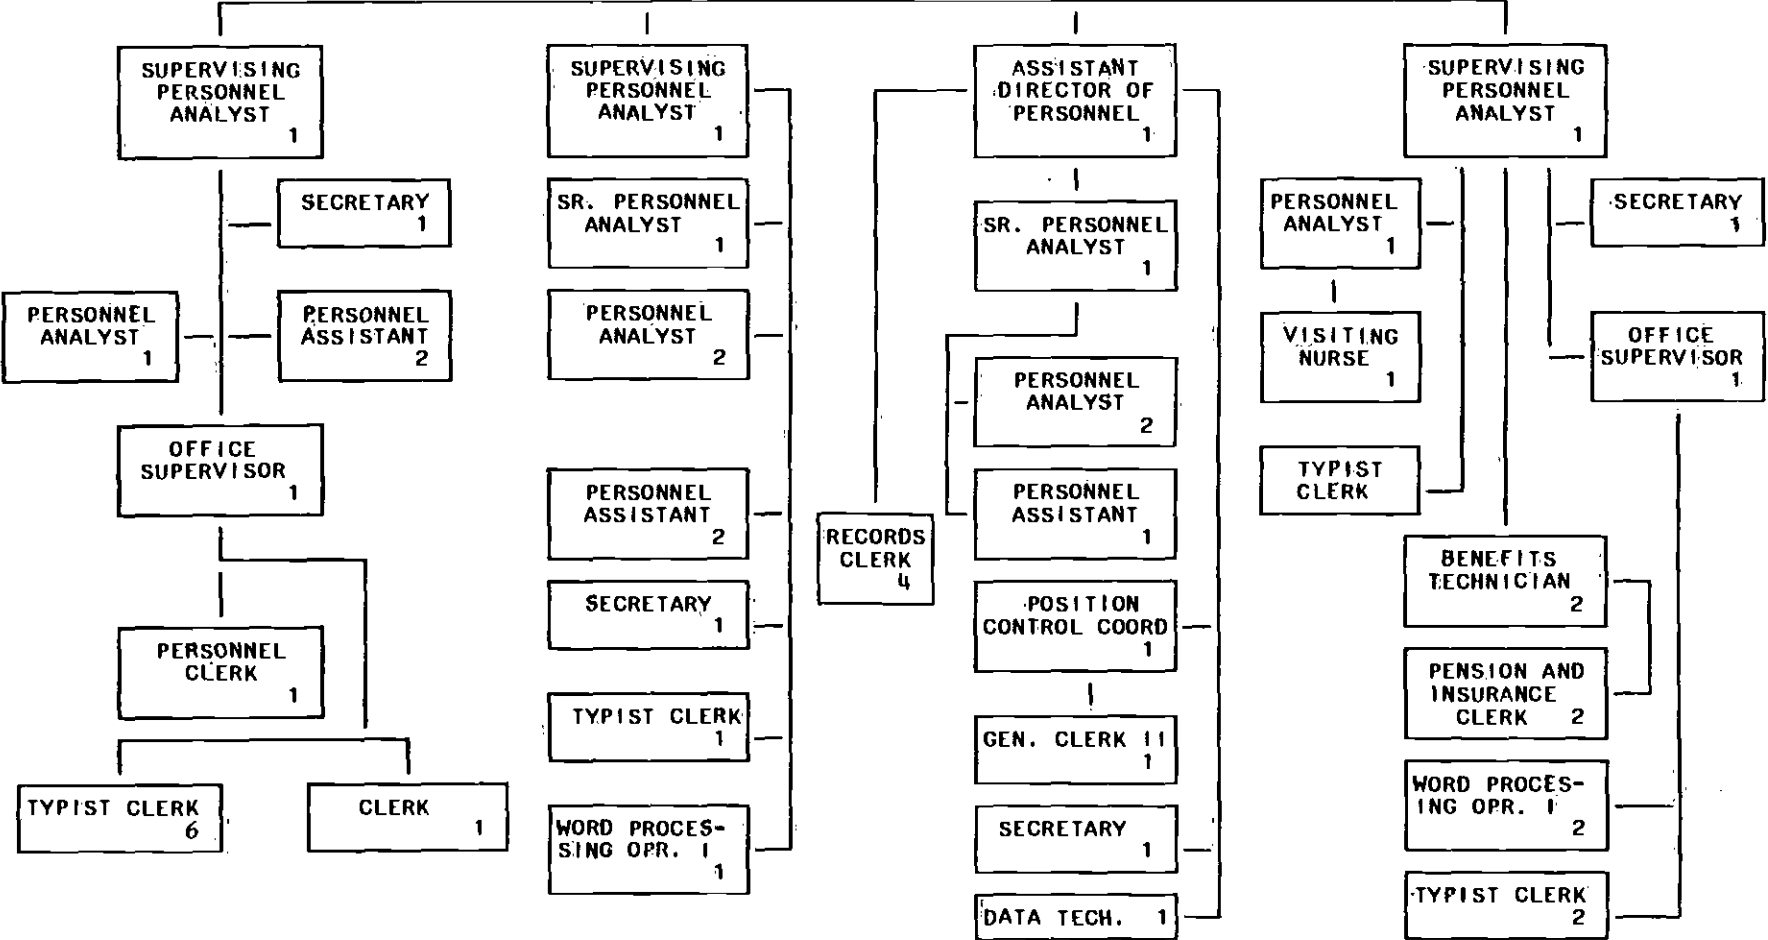 SUPERVISING
PERSONNEL
ANALYST
1
SECRETARY
1
PERSONNEL
ANALYST
1
PERSONNEL
ASSISTANT
2
OFFICE
SUPERVISOR
1
PERSONNEL
CLERK
1
TYPIST CLERK
6
CLERK
1
SUPERVISING
PERSONNEL
ANALYST
1
SR. PERSONNEL
ANALYST
1
PERSONNEL
ANALYST
2
PERSONNEL
ASSISTANT
2
SECRETARY
1
TYPIST CLERK
1
WORD PROCES-
SING OPR. I
1
ASSISTANT
DIRECTOR OF
PERSONNEL
1
SR. PERSONNEL
ANALYST
1
PERSONNEL
ANALYST
2
PERSONNEL
ASSISTANT
1
RECORDS
CLERK
4
POSITION
CONTROL COORD
1
GEN. CLERK II
1
SECRETARY
1
DATA TECH. 1
SUPERVISING
PERSONNEL
ANALYST
1
PERSONNEL
ANALYST
1
SECRETARY
1
VISITING
NURSE
1
OFFICE
SUPERVISOR
1
TYPIST
CLERK
BENEFITS
TECHNICIAN
2
PENSION AND
INSURANCE
CLERK 2
WORD PROCES-
ING OPR. I
2
TYPIST CLERK
2